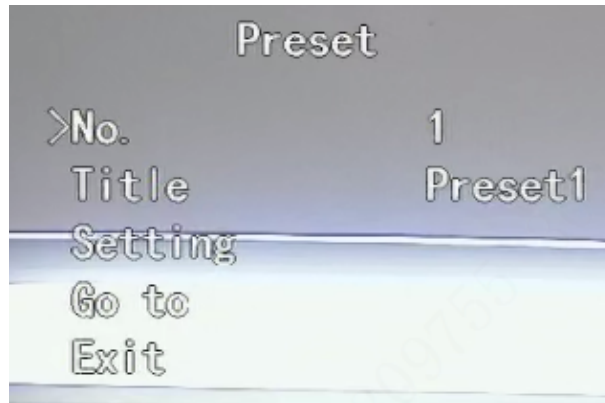 Preset
>No. 1
Title Preset1
Setting
Go to
Exit